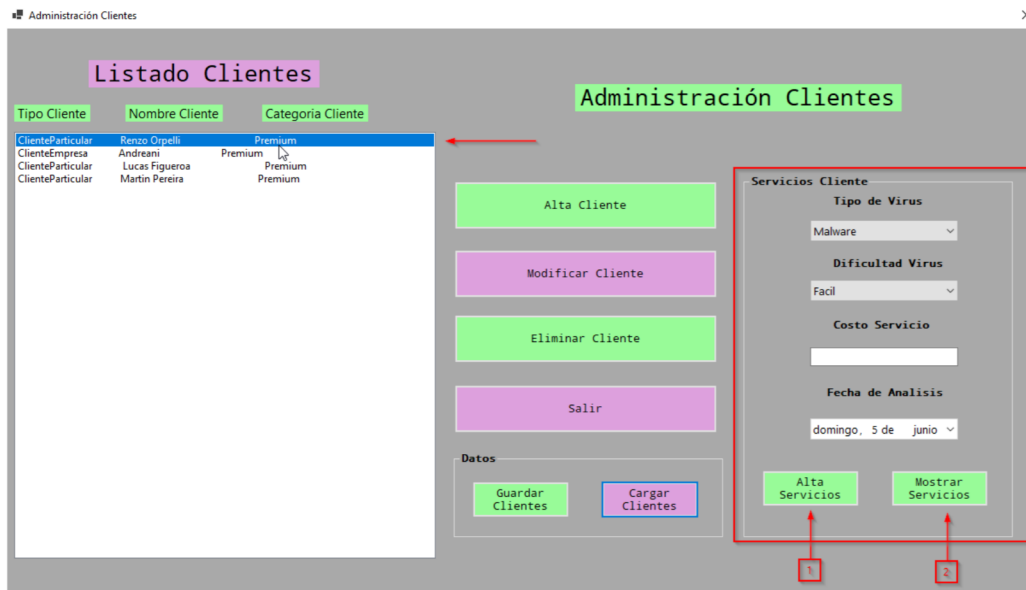 Administración Clientes
Listado Clientes
Administración Clientes
Tipo Cliente Nombre Cliente Categoria Cliente
ClienteParticular Renzo Orpelli Premium
ClienteEmpresa Andreani Premium
ClienteParticular Lucas Figueroa Premium
ClienteParticular Martin Pereira Premium
Alta Cliente
Modificar Cliente
Eliminar Cliente
Salir
Datos
Guardar
Clientes
Cargar
Clientes
Servicios Cliente
Tipo de Virus
Malware
Dificultad Virus
Facil
Costo Servicio
Fecha de Analisis
domingo, 5 de junio
Alta
Servicios
Mostrar
Servicios
1
2